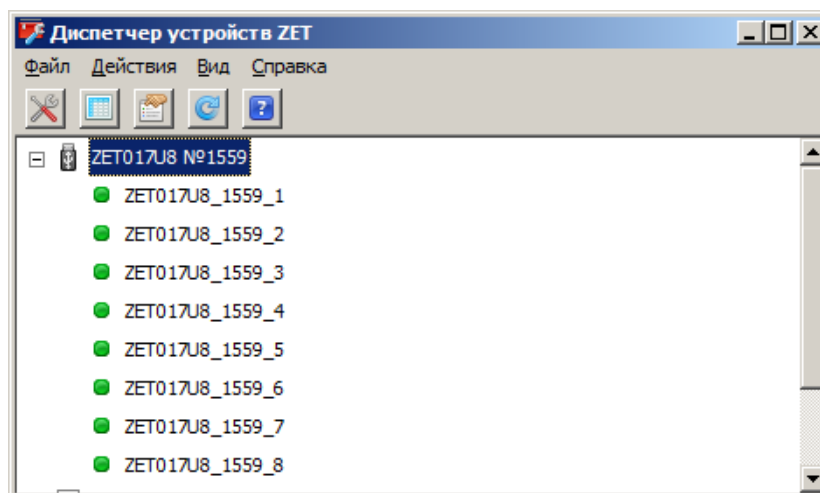 Диспетчер устройств ZET
Файл Действия Вид Справка
ZET017U8 №1559
ZET017U8_1559_1
ZET017U8_1559_2
ZET017U8_1559_3
ZET017U8_1559_4
ZET017U8_1559_5
ZET017U8_1559_6
ZET017U8_1559_7
ZET017U8_1559_8